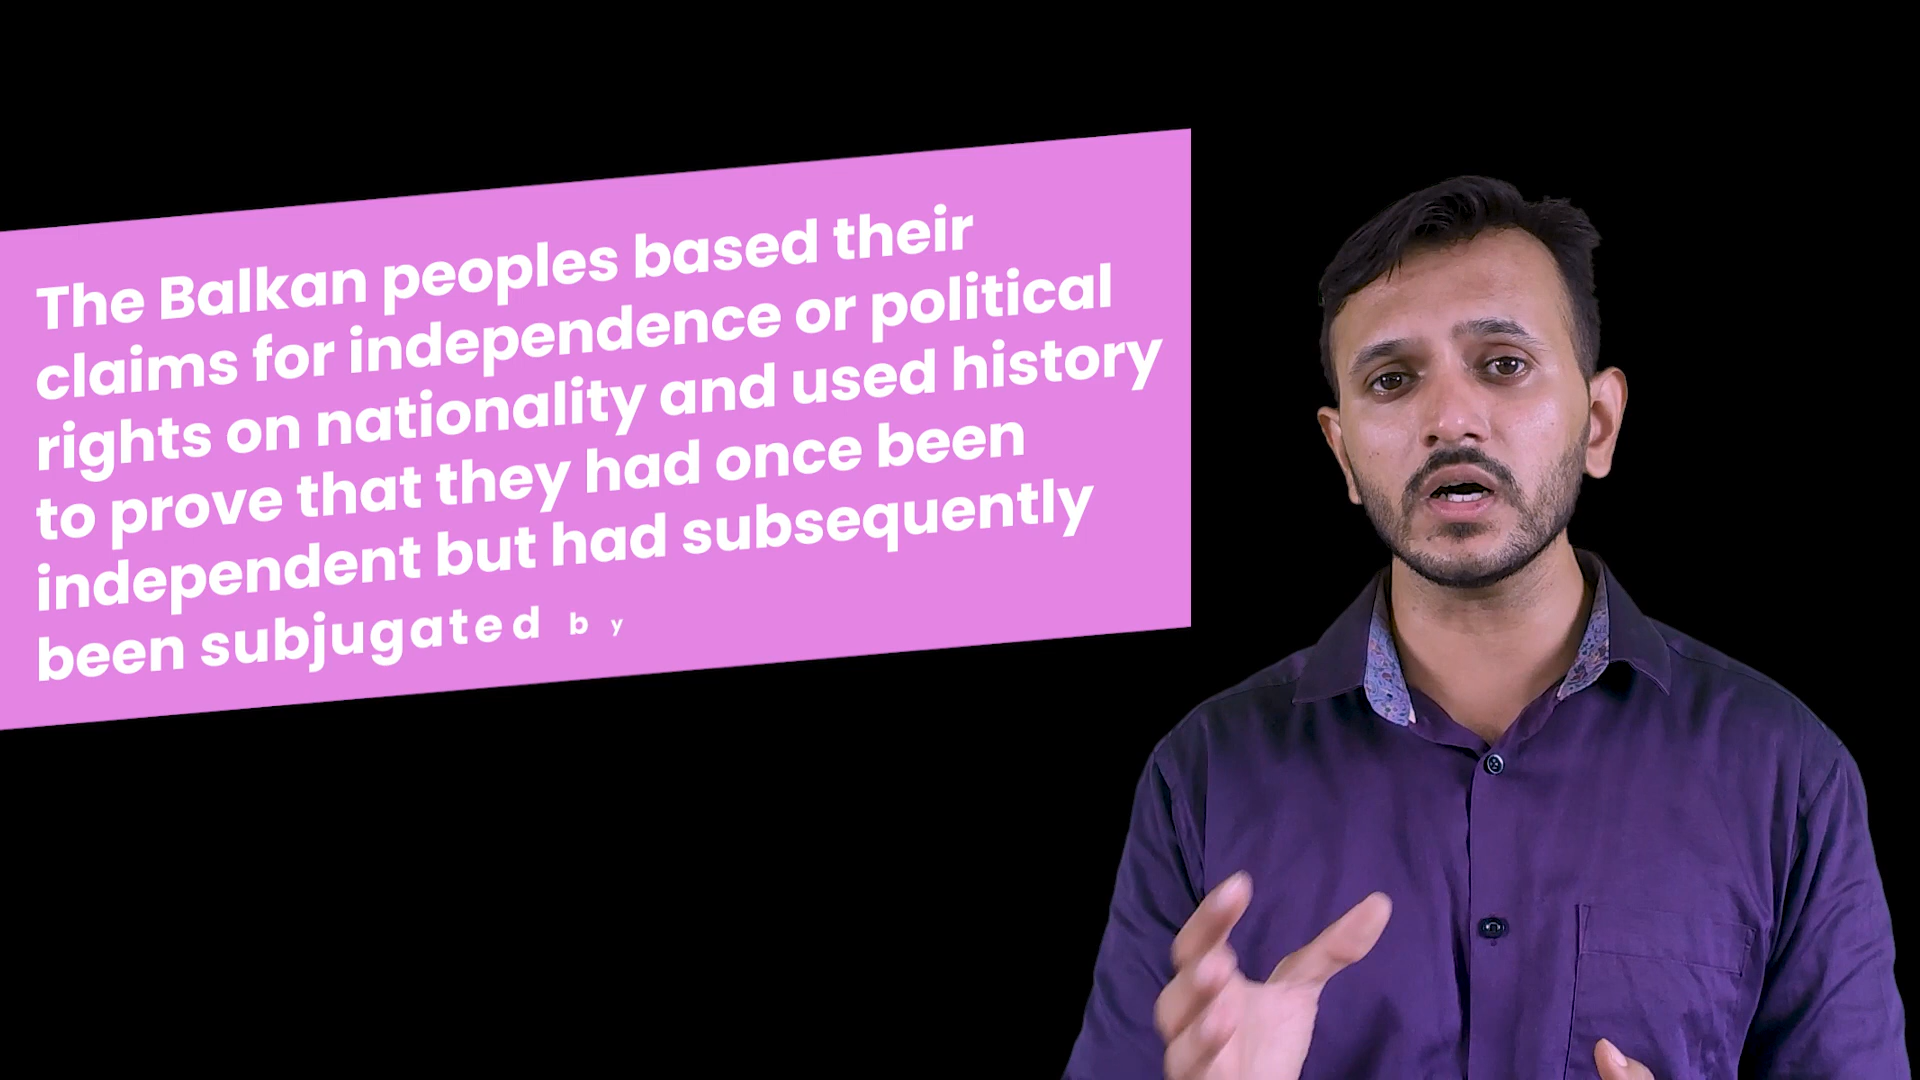 The Balkan peoples based their
claims for independence or political
rights on nationality and used history
to prove that they had once been
independent but had subsequently
been subjugated by